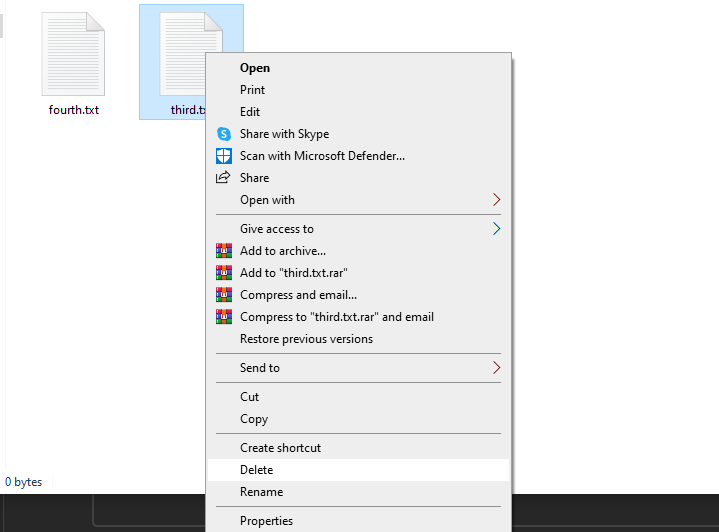 fourth.txt
third.t
Open
Print
Edit
Share with Skype
Scan with Microsoft Defender...
Share
Open with
Give access to
Add to archive...
Add to "third.txt.rar"
Compress and email...
Compress to "third.txt.rar" and email
Restore previous versions
Send to
Cut
Copy
Create shortcut
Delete
Rename
Properties
0 bytes